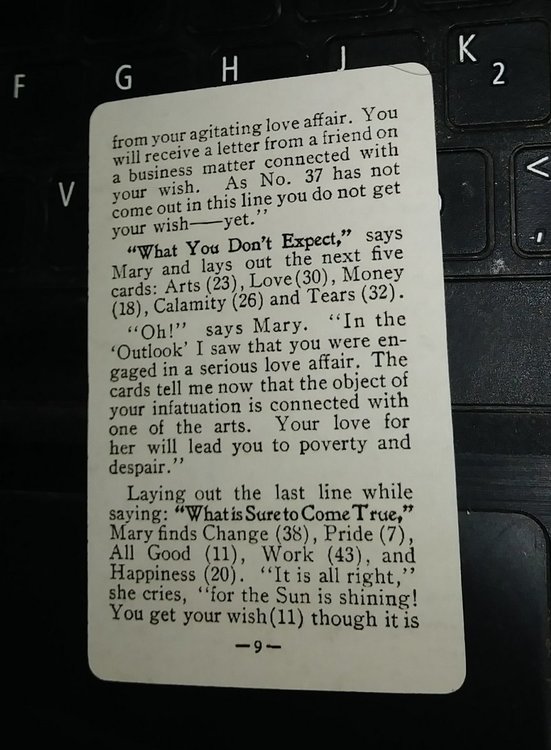 F
G
H
J
K
2
V
<
,
from your agitating love affair. You
will receive a letter from a friend on
a business matter connected with
your wish. As No. 37 has not
come out in this line you do not get
your wish——yet."
"What You Don't Expect," says
Mary and lays out the next five
cards: Arts (23), Love (30), Money
(18), Calamity (26) and Tears (32).
"Oh!" says Mary. "In the
'Outlook' I saw that you were en-
gaged in a serious love affair. The
cards tell me now that the object of
your infatuation is connected with
one of the arts. Your love for
her will lead you to poverty and
despair."
Laying out the last line while
saying: "What is Sure to Come True,"
Mary finds Change (38), Pride (7),
All Good (11), Work (43), and
Happiness (20). "It is all right,"
she cries, "for the Sun is shining!
You get your wish (11) though it is
—9—